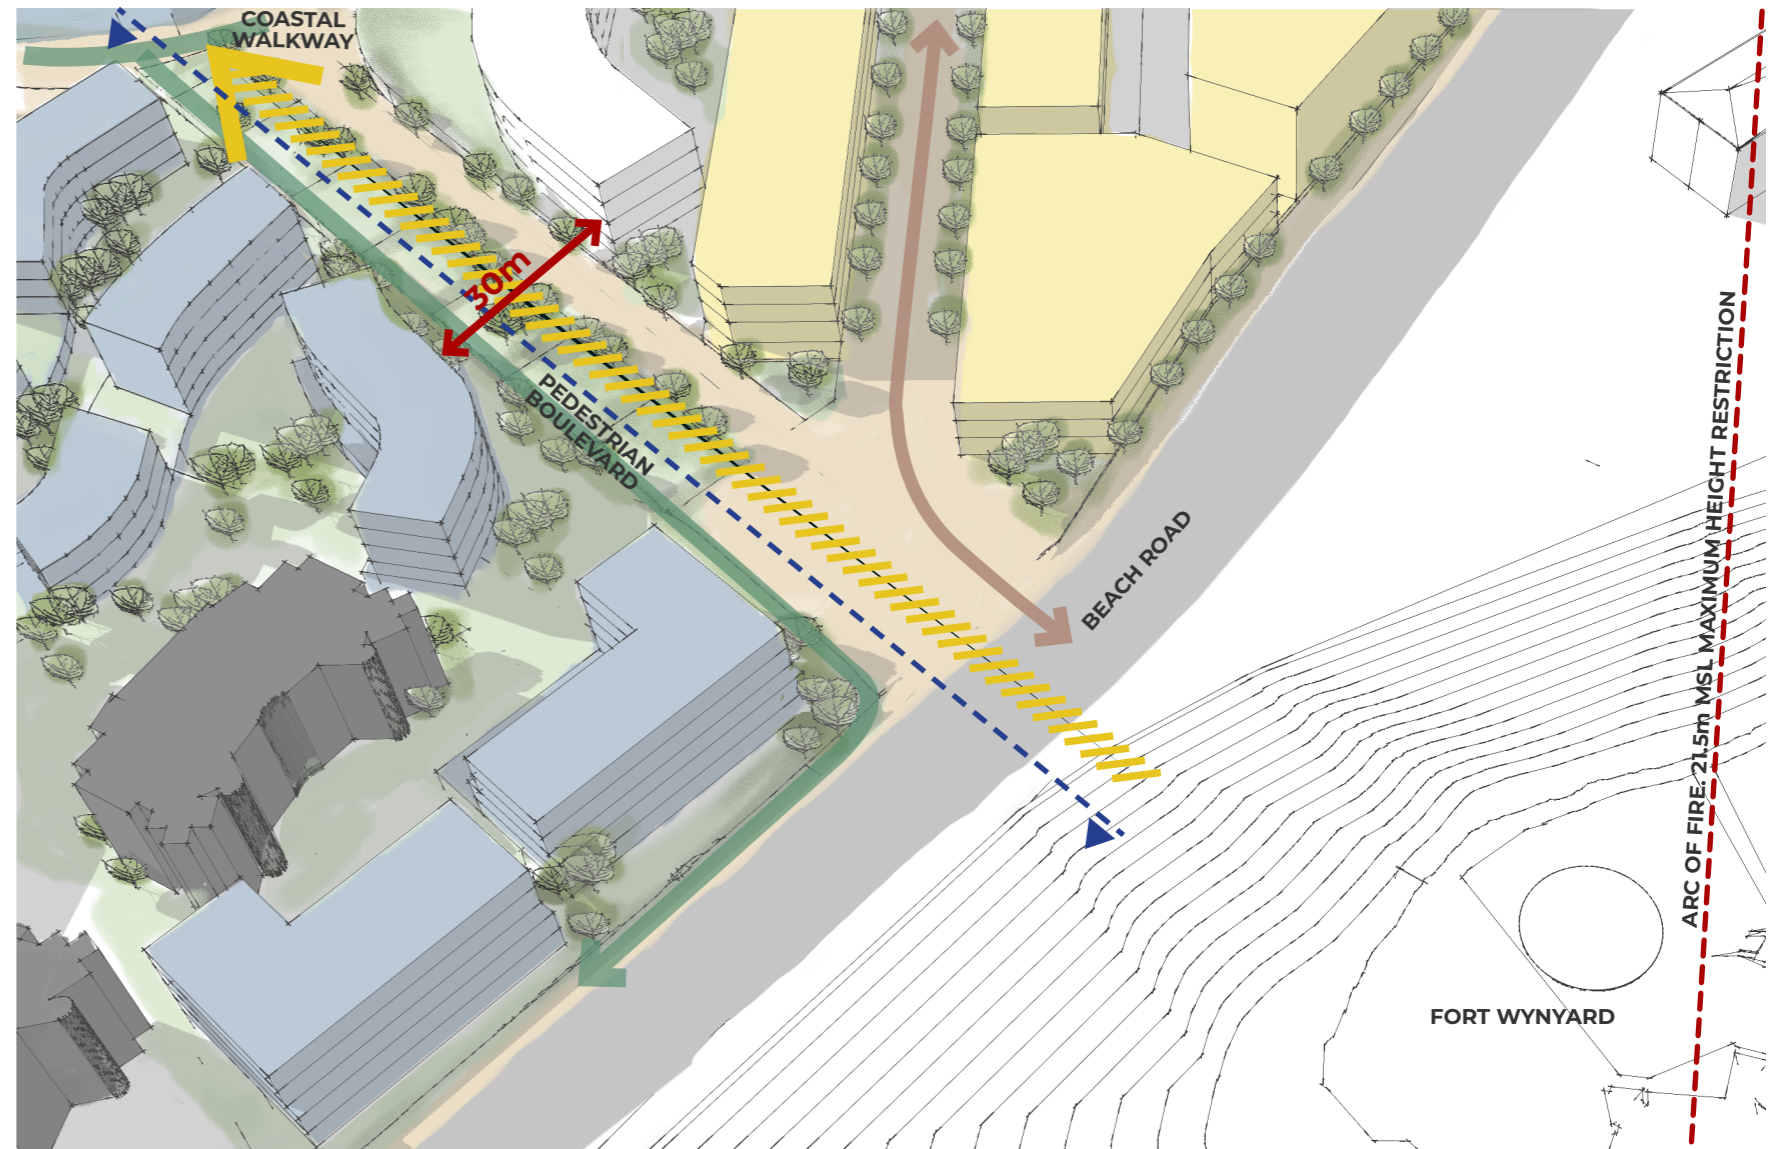 COASTAL
WALKWAY
30m
PEDESTRIAN
BOULEVARD
BEACH ROAD
ARC OF FIRE: 21.5m MSL MAXIMUM HEIGHT RESTRICTION
FORT WYNYARD